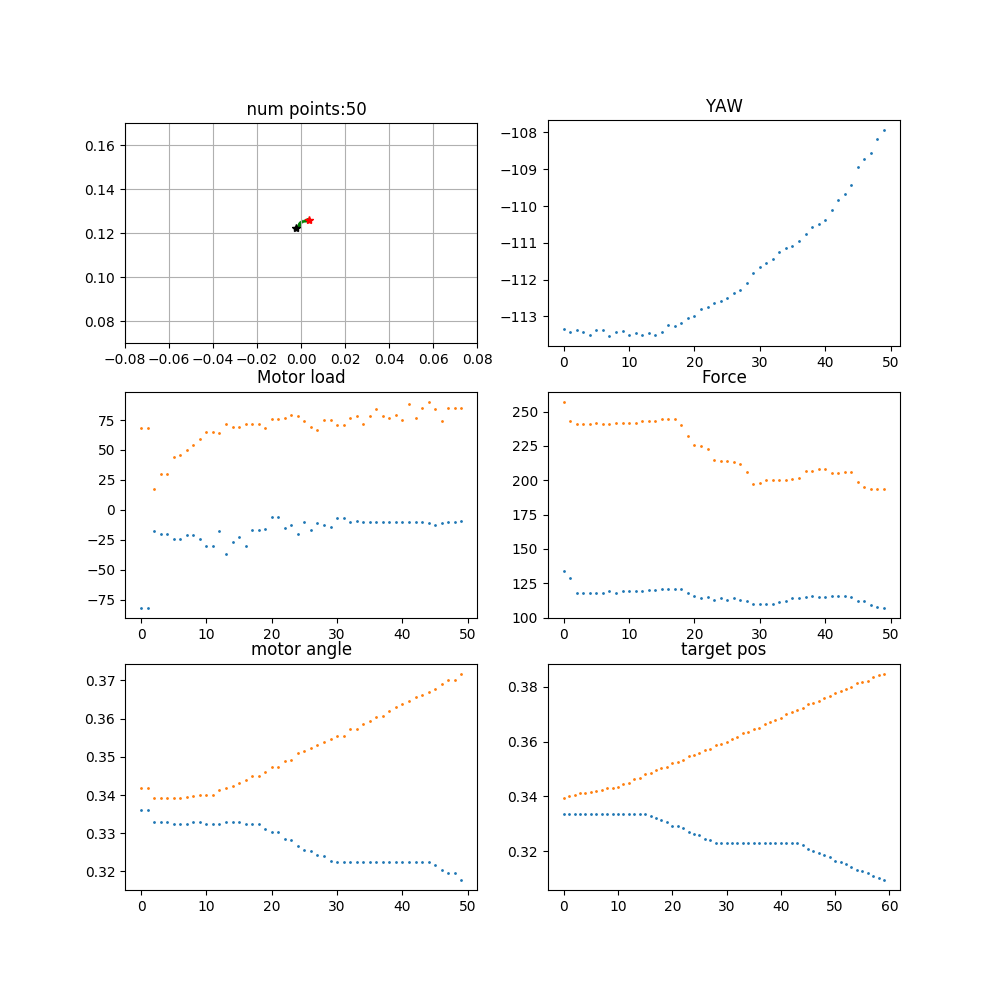 num points:50
0.16
0.14
0.12
0.10
0.08
−0.08 −0.06 −0.04 −0.02 0.00 0.02 0.04 0.06 0.08
YAW
−108
−109
−110
−111
−112
−113
0 10 20 30 40 50
Motor load
75
50
25
0
−25
−50
−75
0 10 20 30 40 50
Force
250
225
200
175
150
125
100
0 10 20 30 40 50
motor angle
0.37
0.36
0.35
0.34
0.33
0.32
0 10 20 30 40 50
target pos
0.38
0.36
0.34
0.32
0 10 20 30 40 50 60